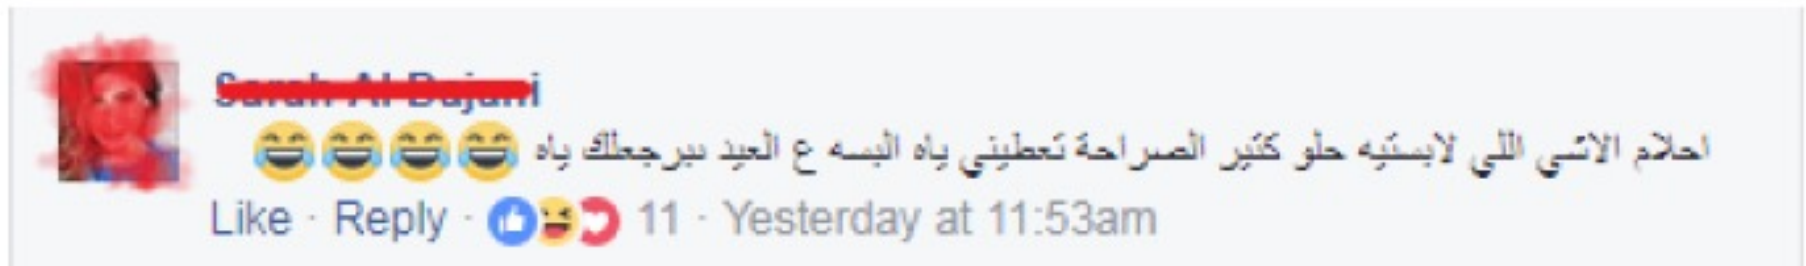 احلام الاشي اللي لابستيه حلو كتير الصراحة تعطيني ياه البسه ع العيد ببرجعلك ياه 😂😂😂😂
Like · Reply · 11 · Yesterday at 11:53am